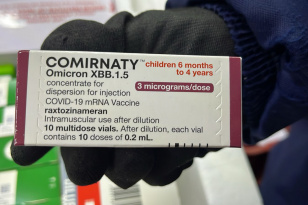 COMIRNATY™ children 6 months
to 4 years
Omicron XBB.1.5
3 micrograms/dose
concentrate for
dispersion for injection
COVID-19 mRNA Vaccine
raxtozinameran
Intramuscular use after dilution
10 multidose vials. After dilution, each vial
contains 10 doses of 0.2 mL.